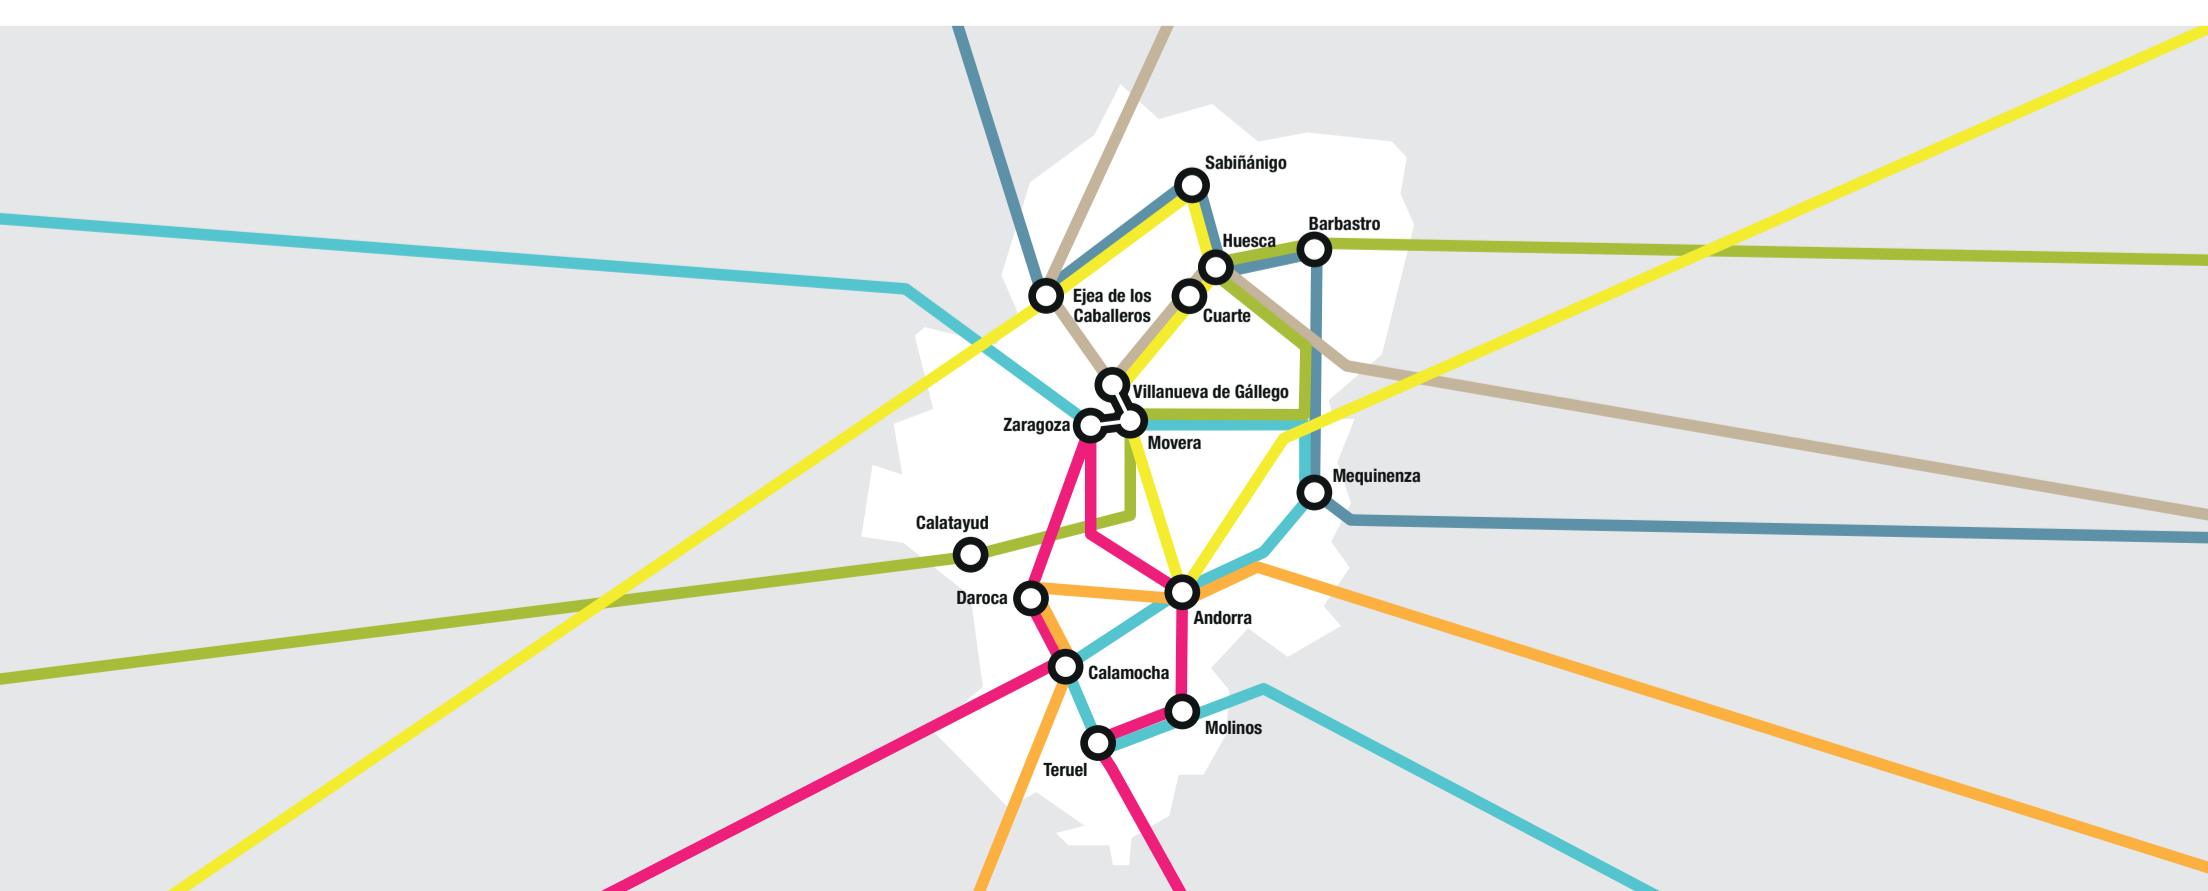 Sabiñánigo
Barbastro
Huesca
Ejea de los
Caballeros
Cuarte
Villanueva de Gállego
Zaragoza
Movera
Mequinenza
Calatayud
Daroca
Andorra
Calamocha
Molinos
Teruel